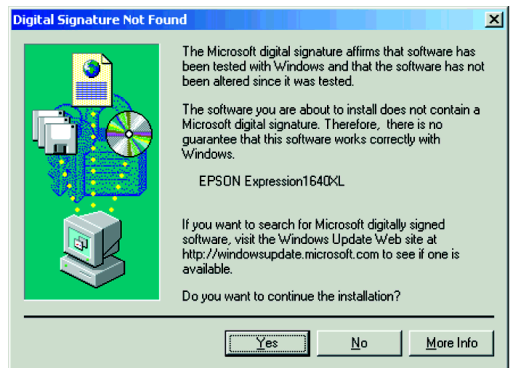 Digital Signature Not Found
The Microsoft digital signature affirms that software has
been tested with Windows and that the software has not
been altered since it was tested.
The software you are about to install does not contain a
Microsoft digital signature. Therefore, there is no
guarantee that this software works correctly with
Windows.
EPSON Expression1640XL
If you want to search for Microsoft digitally signed
software, visit the Windows Update Web site at
http://windowsupdate.microsoft.com to see if one is
available.
Do you want to continue the installation?
Yes No More Info